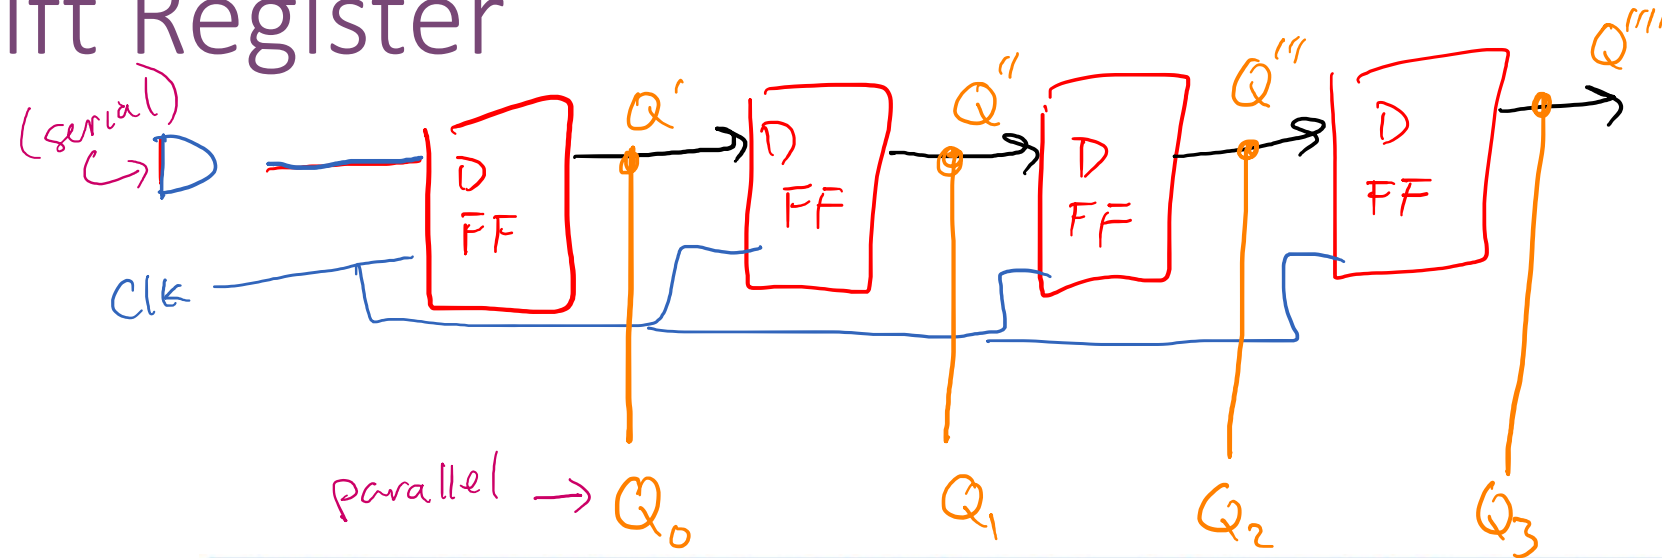 ift Register
(serial)
D
Clk
D
FF
Q'
D
FF
Q''
D
FF
Q'''
D
FF
Q''''
parallel → Q₀ Q₁ Q₂ Q₃